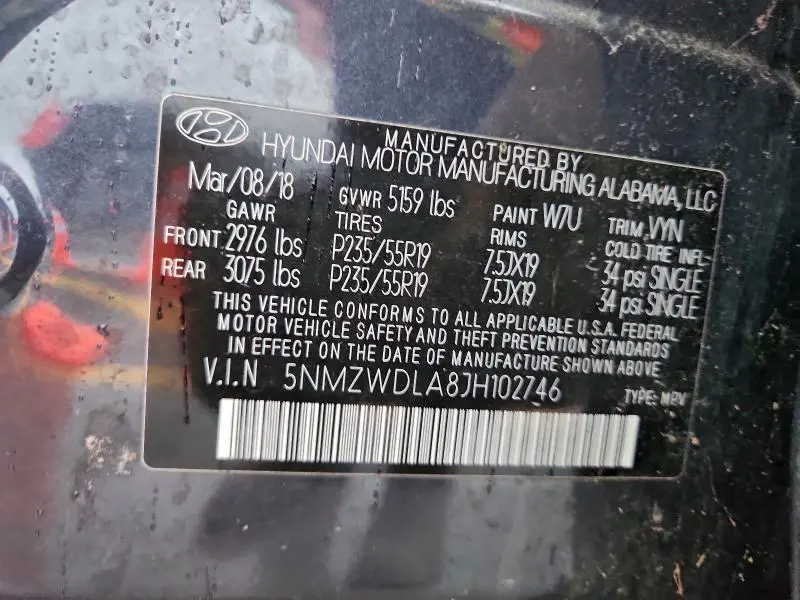 MANUFACTURED BY
HYUNDAI MOTOR MANUFACTURING ALABAMA, LLC
Mar/08/18 GVWR 5159 lbs PAINT W7U TRIM VYN
GAWR TIRES RIMS COLD TIRE INFL
FRONT 2976 lbs P235/55R19 7.5JX19 34 psi SINGLE
REAR 3075 lbs P235/55R19 7.5JX19 34 psi SINGLE
THIS VEHICLE CONFORMS TO ALL APPLICABLE U.S.A. FEDERAL
MOTOR VEHICLE SAFETY AND THEFT PREVENTION STANDARDS
IN EFFECT ON THE DATE OF MANUFACTURE SHOWN ABOVE
V.I.N 5NMZWDLA8JH102746 TYPE: MPV